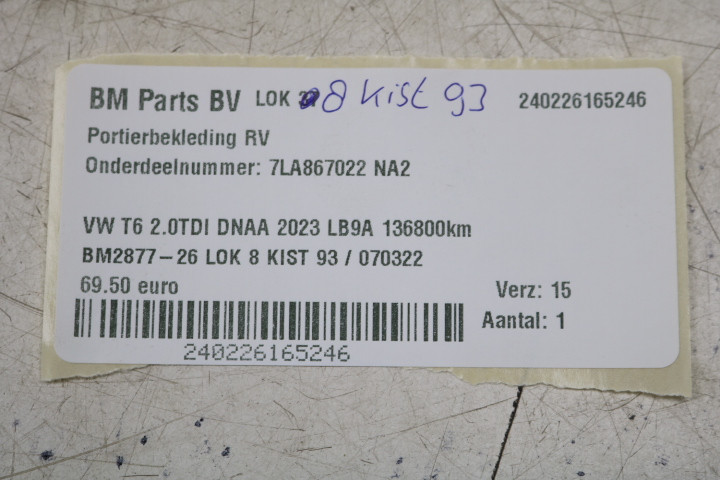 BM Parts BV LOK 8 Kist 93 240226165246
Portierbekleding RV
Onderdeelnummer: 7LA867022 NA2
VW T6 2.0TDI DNAA 2023 LB9A 136800km
BM2877-26 LOK 8 KIST 93 / 070322
69.50 euro Verz: 15
Aantal: 1
240226165246